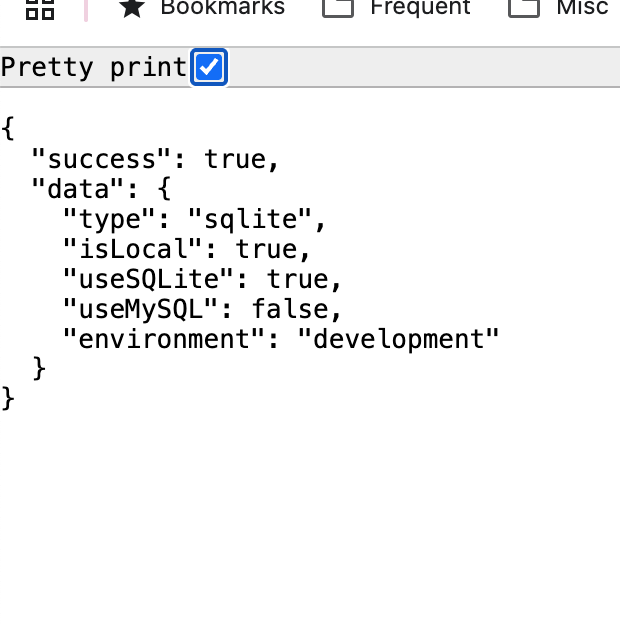 Bookmarks Frequent Misc
Pretty print
{
  "success": true,
  "data": {
    "type": "sqlite",
    "isLocal": true,
    "useSQLite": true,
    "useMySQL": false,
    "environment": "development"
  }
}